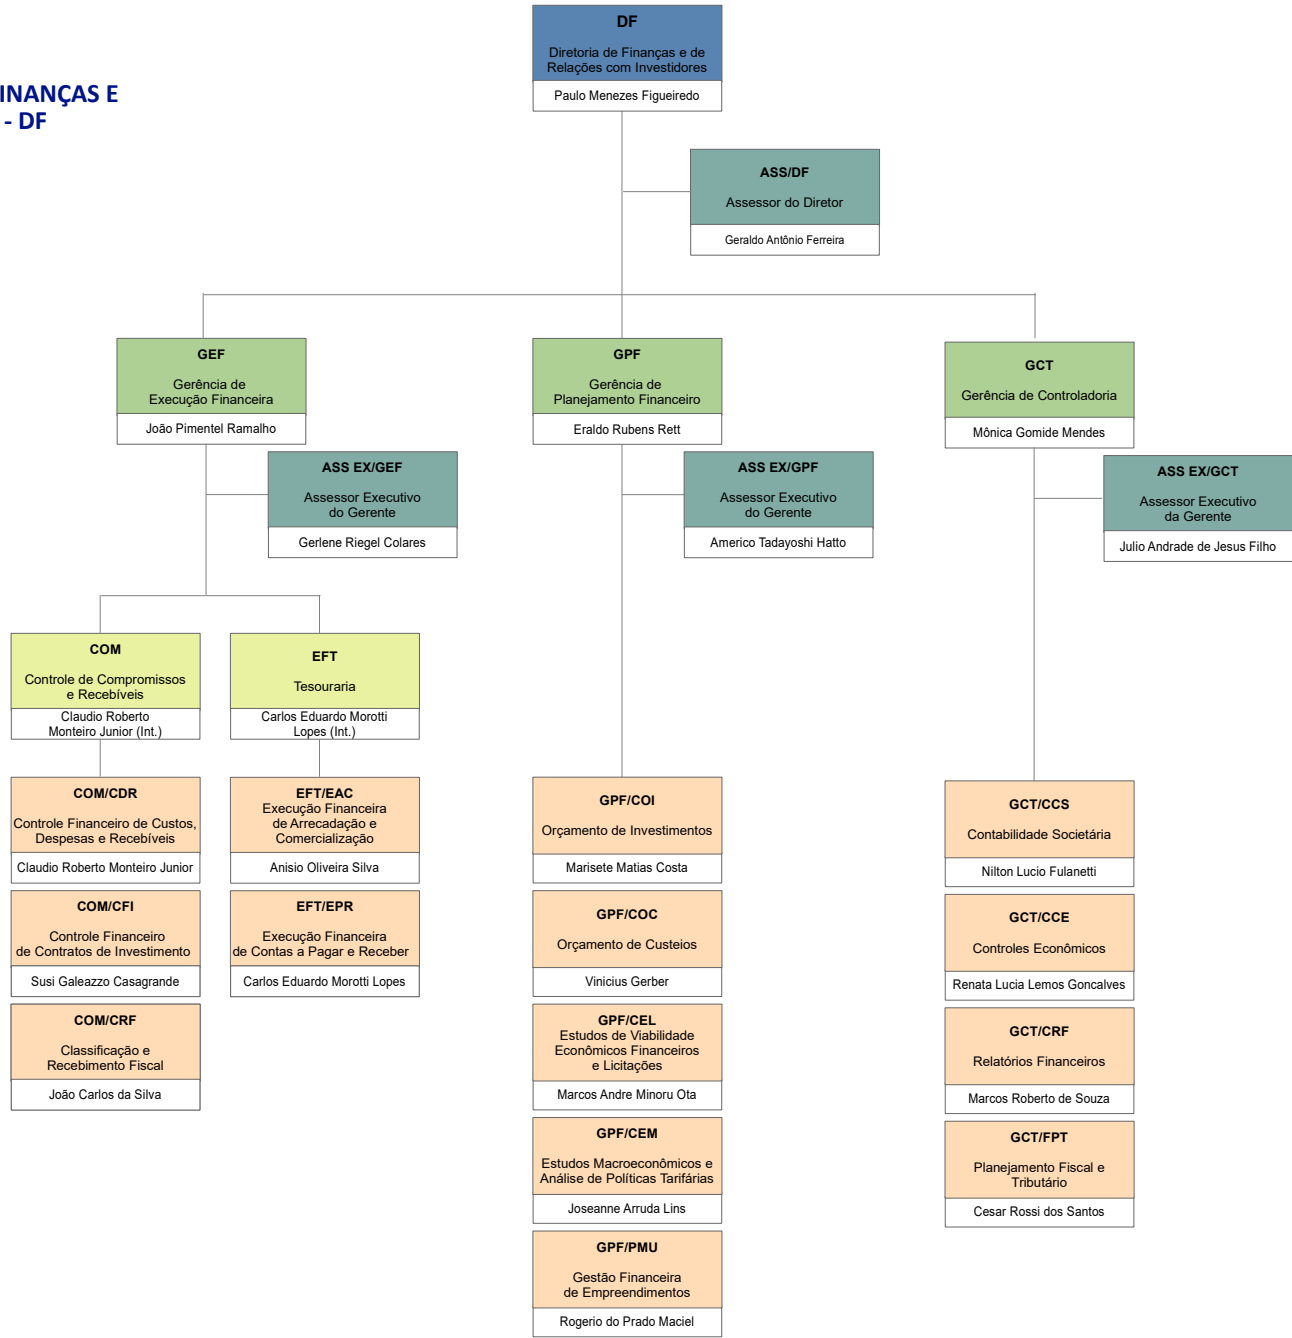 INANÇAS E
- DF
DF
Diretoria de Finanças e de
Relações com Investidores
Paulo Menezes Figueiredo
ASS/DF
Assessor do Diretor
Geraldo Antônio Ferreira
GEF
Gerência de
Execução Financeira
João Pimentel Ramalho
GPF
Gerência de
Planejamento Financeiro
Eraldo Rubens Rett
GCT
Gerência de Controladoria
Mônica Gomide Mendes
ASS EX/GEF
Assessor Executivo
do Gerente
Gerlene Riegel Colares
ASS EX/GPF
Assessor Executivo
do Gerente
Americo Tadayoshi Hatto
ASS EX/GCT
Assessor Executivo
da Gerente
Julio Andrade de Jesus Filho
COM
Controle de Compromissos
e Recebíveis
Claudio Roberto
Monteiro Junior (Int.)
EFT
Tesouraria
Carlos Eduardo Morotti
Lopes (Int.)
COM/CDR
Controle Financeiro de Custos,
Despesas e Recebíveis
Claudio Roberto Monteiro Junior
COM/CFI
Controle Financeiro
de Contratos de Investimento
Susi Galeazzo Casagrande
COM/CRF
Classificação e
Recebimento Fiscal
João Carlos da Silva
EFT/EAC
Execução Financeira
de Arrecadação e
Comercialização
Anisio Oliveira Silva
EFT/EPR
Execução Financeira
de Contas a Pagar e Receber
Carlos Eduardo Morotti Lopes
GPF/COI
Orçamento de Investimentos
Marisete Matias Costa
GPF/COC
Orçamento de Custeios
Vinicius Gerber
GPF/CEL
Estudos de Viabilidade
Econômicos Financeiros
e Licitações
Marcos Andre Minoru Ota
GPF/CEM
Estudos Macroeconômicos e
Análise de Políticas Tarifárias
Joseanne Arruda Lins
GPF/PMU
Gestão Financeira
de Empreendimentos
Rogerio do Prado Maciel
GCT/CCS
Contabilidade Societária
Nilton Lucio Fulanetti
GCT/CCE
Controles Econômicos
Renata Lucia Lemos Goncalves
GCT/CRF
Relatórios Financeiros
Marcos Roberto de Souza
GCT/FPT
Planejamento Fiscal e
Tributário
Cesar Rossi dos Santos